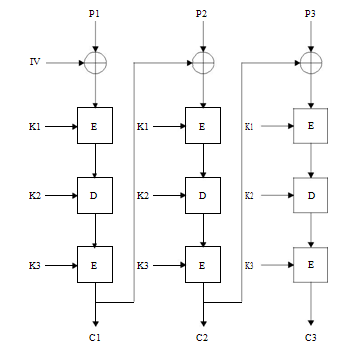 P1 P2 P3
IV
K1 E K1 E K1 E
K2 D K2 D K2 D
K3 E K3 E K3 E
C1 C2 C3